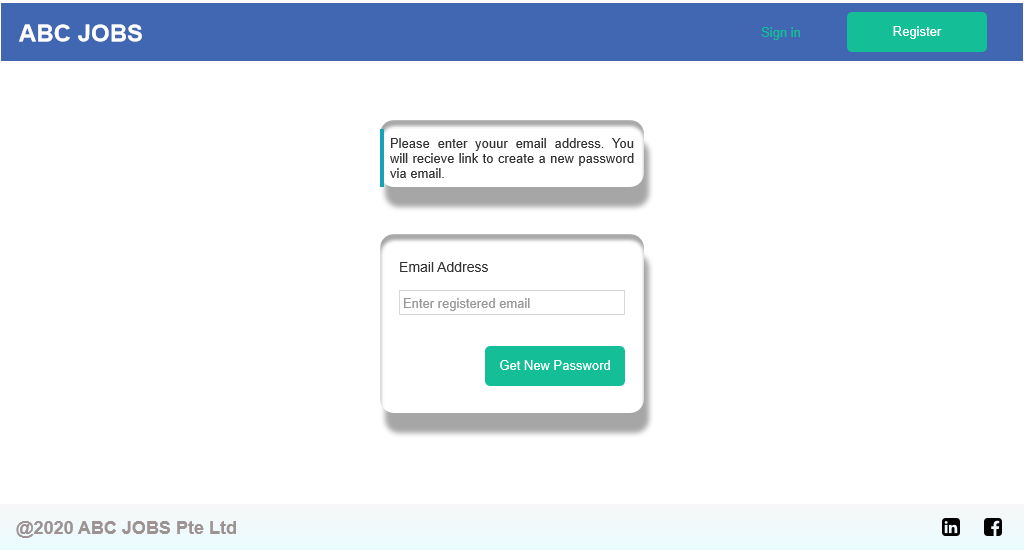 ABC JOBS
Sign in
Register
Please enter youur email address. You
will recieve link to create a new password
via email.
Email Address
Enter registered email
Get New Password
@2020 ABC JOBS Pte Ltd
in
f